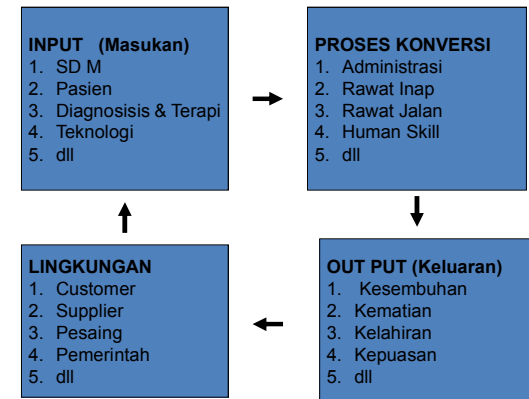 INPUT (Masukan)
1. SD M
2. Pasien
3. Diagnosisis & Terapi
4. Teknologi
5. dll
PROSES KONVERSI
1. Administrasi
2. Rawat Inap
3. Rawat Jalan
4. Human Skill
5. dll
LINGKUNGAN
1. Customer
2. Supplier
3. Pesaing
4. Pemerintah
5. dll
OUT PUT (Keluaran)
1. Kesembuhan
2. Kematian
3. Kelahiran
4. Kepuasan
5. dll